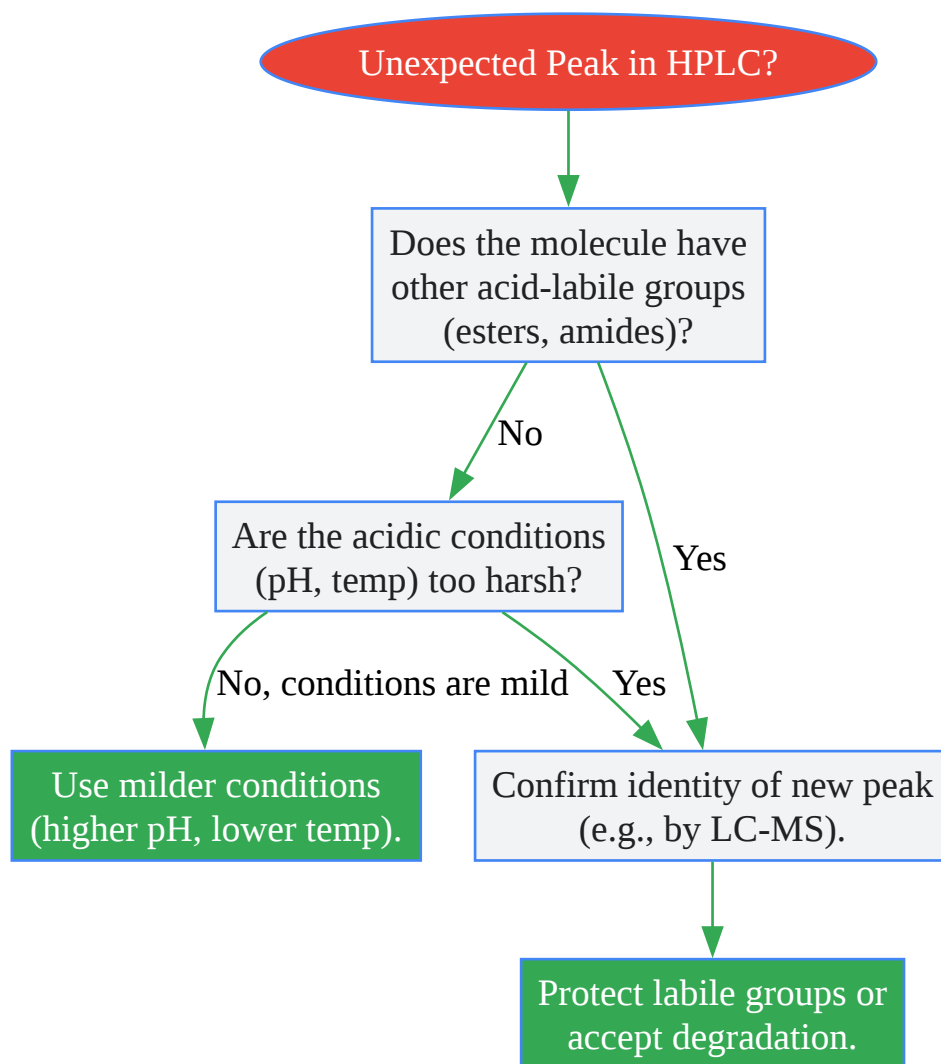 Unexpected Peak in HPLC?
Does the molecule have
other acid-labile groups
(esters, amides)?
No
Are the acidic conditions
(pH, temp) too harsh?
Yes
No, conditions are mild
Yes
Use milder conditions
(higher pH, lower temp).
Confirm identity of new peak
(e.g., by LC-MS).
Protect labile groups or
accept degradation.